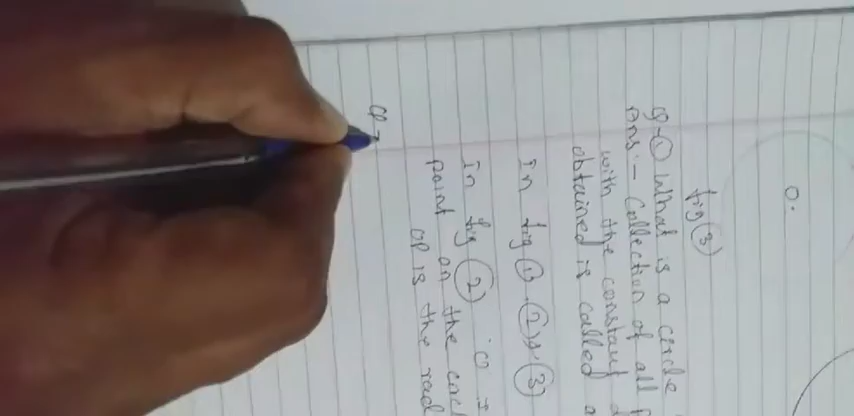 O.
fig (3)
Q-① What is a circle
Ans:- Collection of all
with the constant
obtained is called a
In fig ①, ② & ③
In fig ② 'O
point on the circ
OP is the rad
Q-